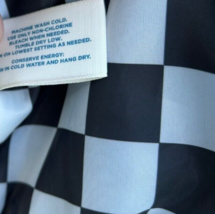 MACHINE WASH COLD.
USE ONLY NON-CHLORINE
BLEACH WHEN NEEDED.
TUMBLE DRY LOW.
ON LOWEST SETTING AS NEEDED.
CONSERVE ENERGY:
IN COLD WATER AND HANG DRY.